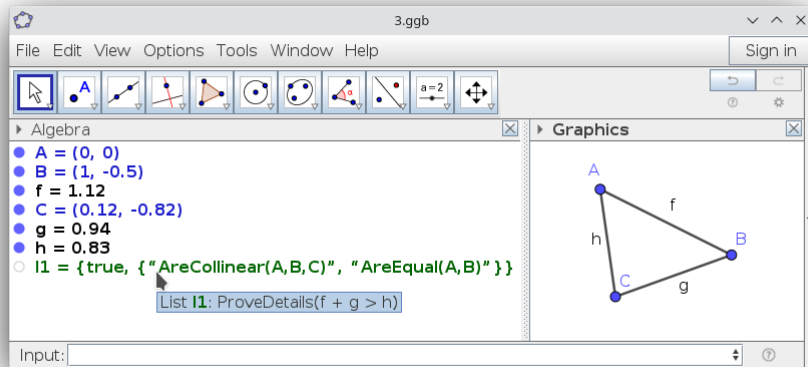 3.ggb
File Edit View Options Tools Window Help Sign in
A α a=2
Algebra
A = (0, 0)
B = (1, -0.5)
f = 1.12
C = (0.12, -0.82)
g = 0.94
h = 0.83
l1 = {true, {“AreCollinear(A,B,C)”, “AreEqual(A,B)”}}
List l1: ProveDetails(f + g > h)
Graphics
A
f
h
B
C
g
Input: